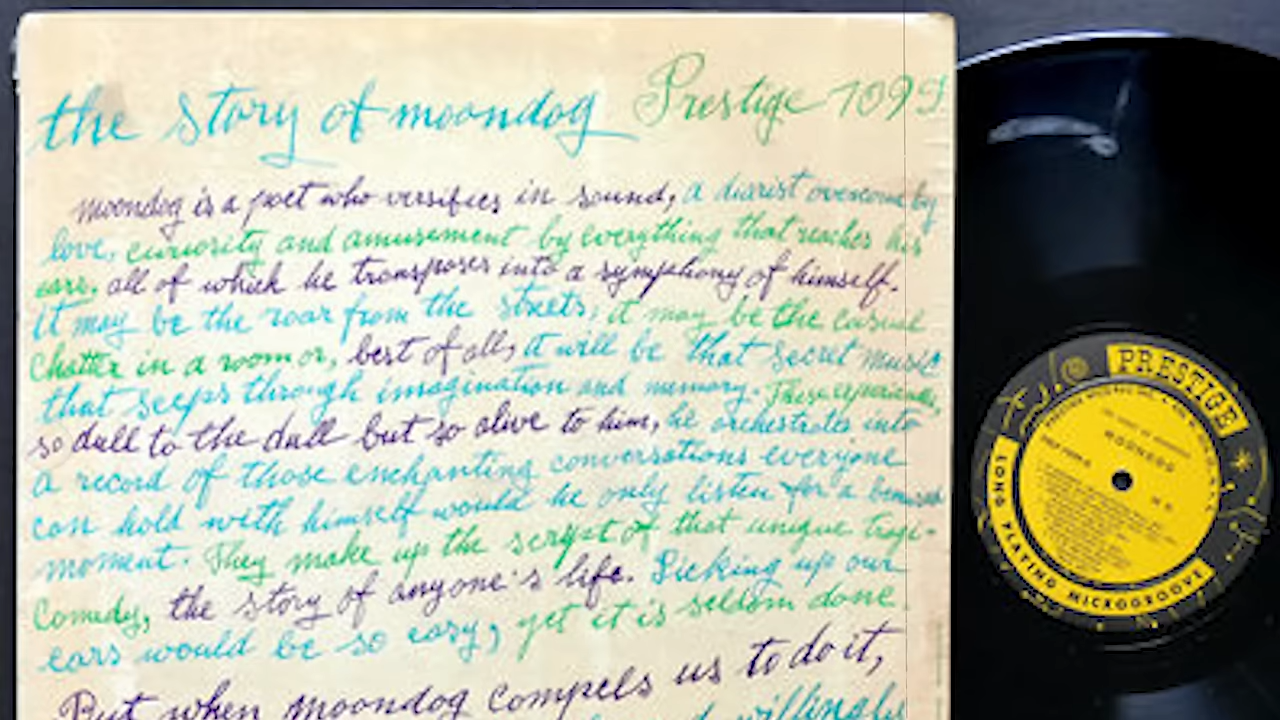 the story of moondog Prestige 1099
moondog is a poet who versifies in sound, a diarist overcome by
love, curiosity and amusement by everything that reaches his
ears. all of which he transposes into a symphony of himself.
It may be the roar from the streets, it may be the casual
chatter in a room or, best of all, it will be that secret music
that seeps through imagination and memory. These experiences,
so dull to the dull but so alive to him, he orchestrates into
a record of those enchanting conversations everyone
can hold with himself would he only listen for a
moment. They make up the script of that unique tragi-
Comedy, the story of anyone's life. Picking up our
ears would be so easy, yet it is seldom done.
But when moondog compels us to do it,
willingly
PRESTIGE
MOONDOG
LONG PLAYING MICROGROOVE